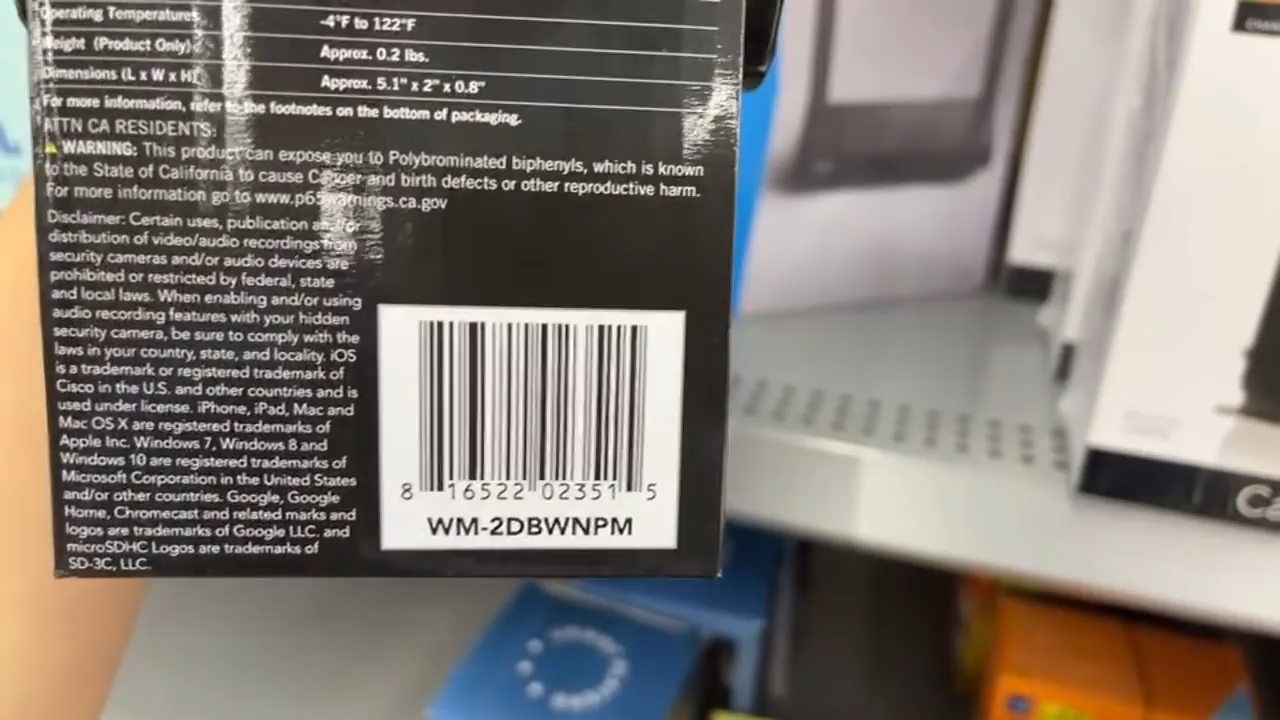 Operating Temperatures -4°F to 122°F
Weight (Product Only) Approx. 0.2 lbs.
Dimensions (L x W x H) Approx. 5.1" x 2" x 0.8"
For more information, refer to the footnotes on the bottom of packaging.
ATTN CA RESIDENTS:
WARNING: This product can expose you to Polybrominated biphenyls, which is known
to the State of California to cause Cancer and birth defects or other reproductive harm.
For more information go to www.p65warnings.ca.gov
Disclaimer: Certain uses, publication and/or
distribution of video/audio recordings from
security cameras and/or audio devices are
prohibited or restricted by federal, state
and local laws. When enabling and/or using
audio recording features with your hidden
security camera, be sure to comply with the
laws in your country, state, and locality. iOS
is a trademark or registered trademark of
Cisco in the U.S. and other countries and is
used under license. iPhone, iPad, Mac and
Mac OS X are registered trademarks of
Apple Inc. Windows 7, Windows 8 and
Windows 10 are registered trademarks of
Microsoft Corporation in the United States
and/or other countries. Google, Google
Home, Chromecast and related marks and
logos are trademarks of Google LLC. and
microSDHC Logos are trademarks of
SD-3C, LLC.
8 16522 02351 5
WM-2DBWNPM